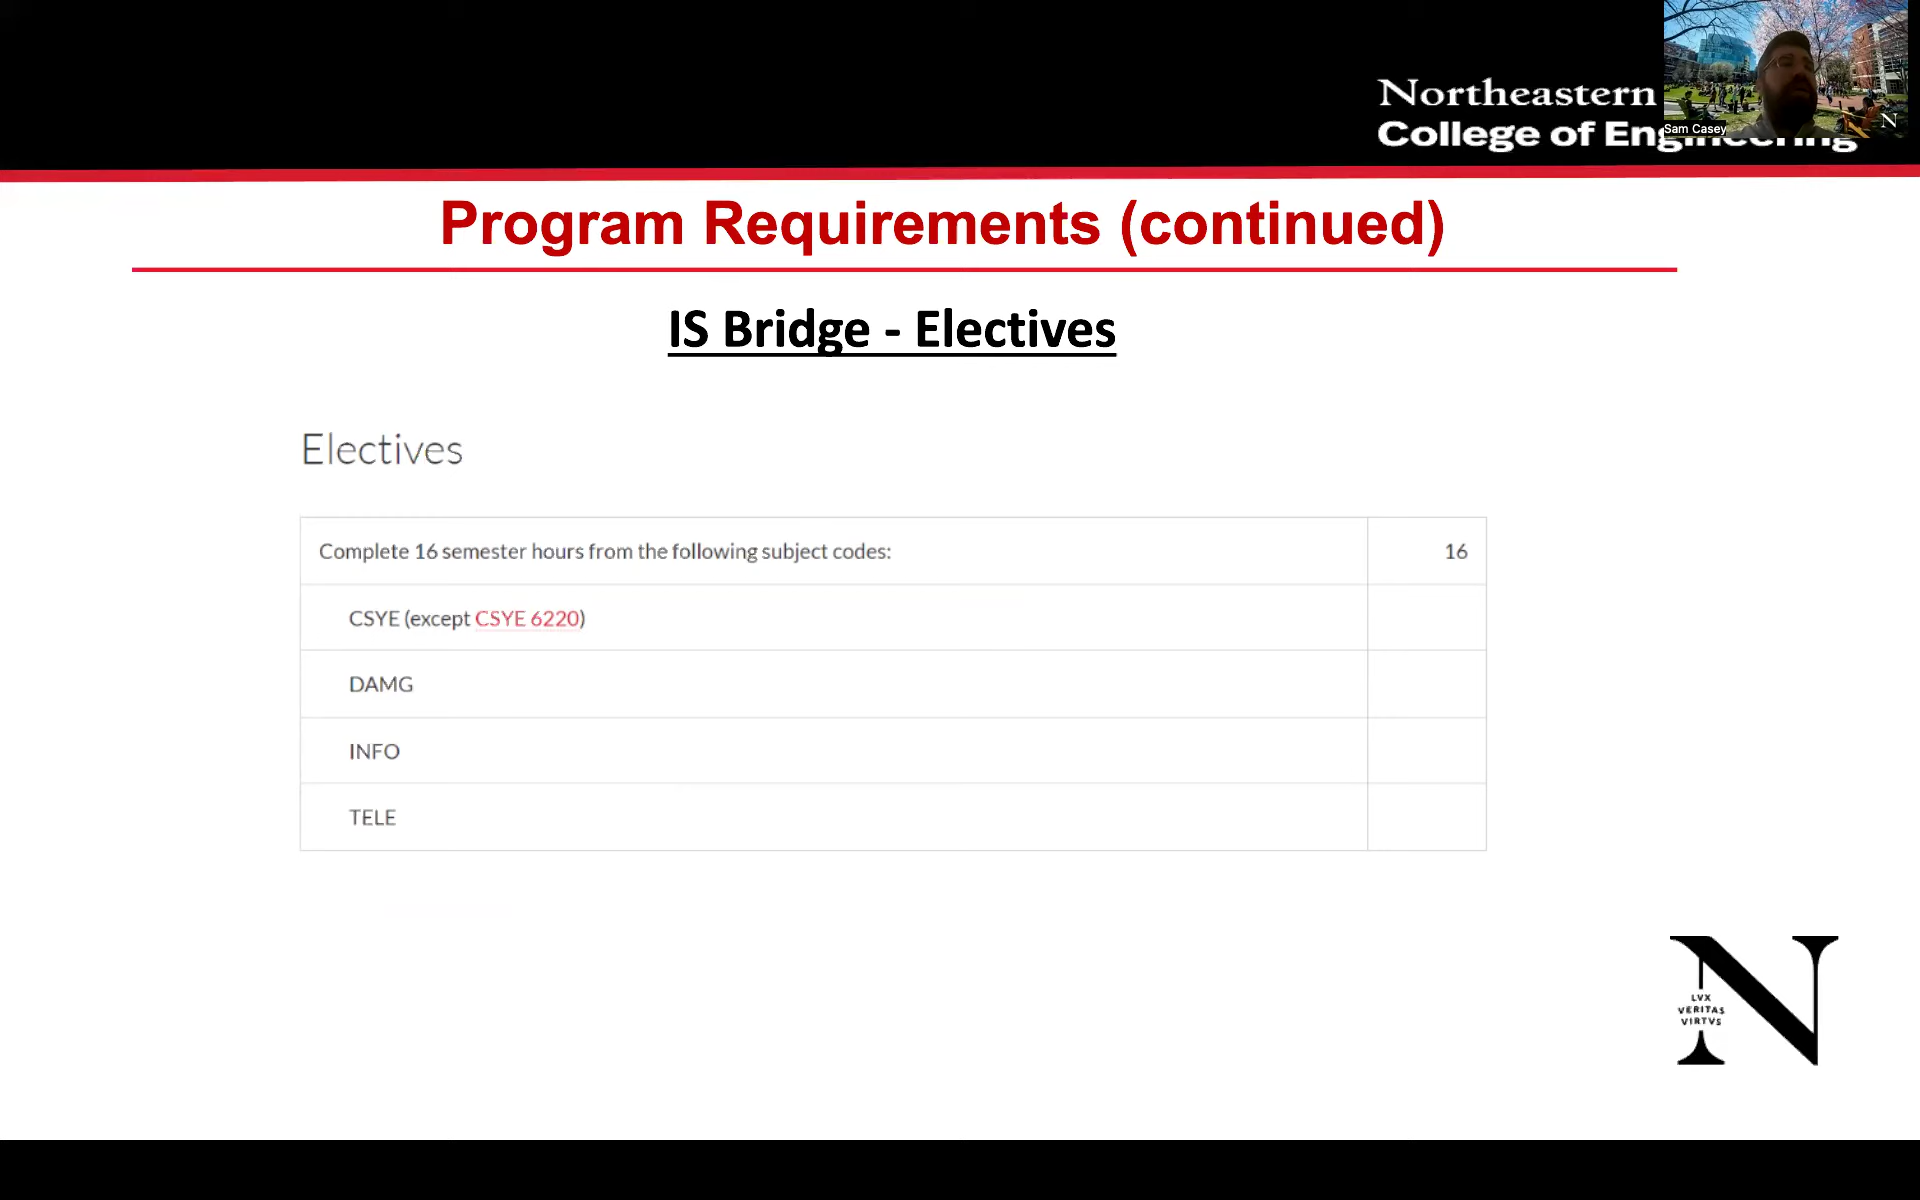 Northeastern
College of Engineering
Sam Casey
N
Program Requirements (continued)
IS Bridge - Electives
Electives
Complete 16 semester hours from the following subject codes: 16
CSYE (except CSYE 6220)
DAMG
INFO
TELE
N
LVX
VERITAS
VIRTVS